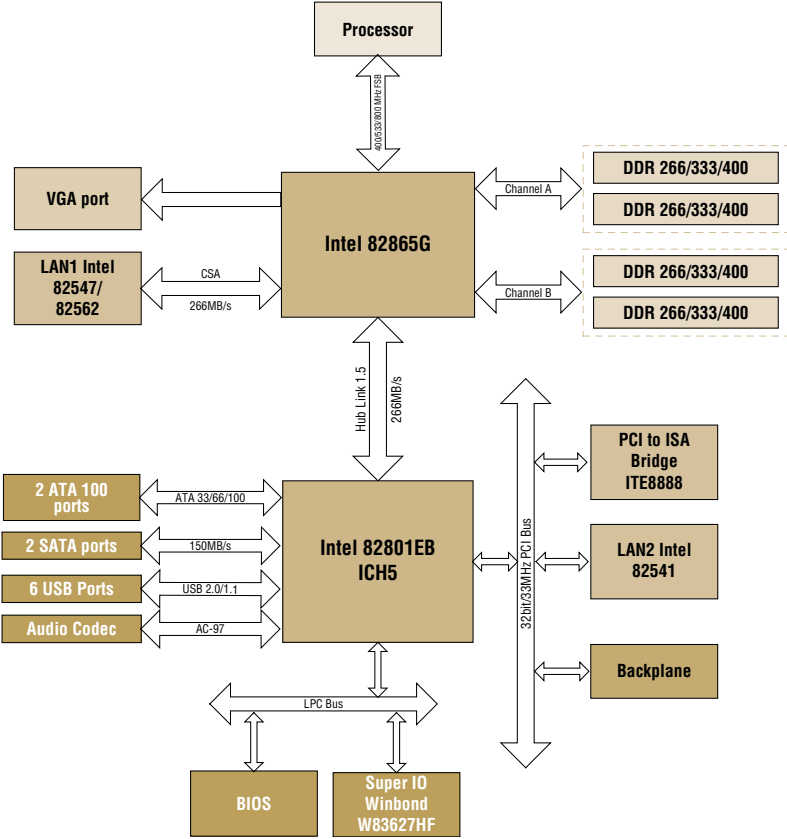 Processor
400/533/800 MHz FSB
VGA port
Intel 82865G
Channel A
DDR 266/333/400
DDR 266/333/400
LAN1 Intel
82547/
82562
CSA
266MB/s
Channel B
DDR 266/333/400
DDR 266/333/400
Hub Link 1.5
266MB/s
PCI to ISA
Bridge
ITE8888
2 ATA 100
ports
ATA 33/66/100
2 SATA ports
150MB/s
6 USB Ports
USB 2.0/1.1
Audio Codec
AC-97
Intel 82801EB
ICH5
32bit/33MHz PCI Bus
LAN2 Intel
82541
Backplane
LPC Bus
BIOS
Super IO
Winbond
W83627HF